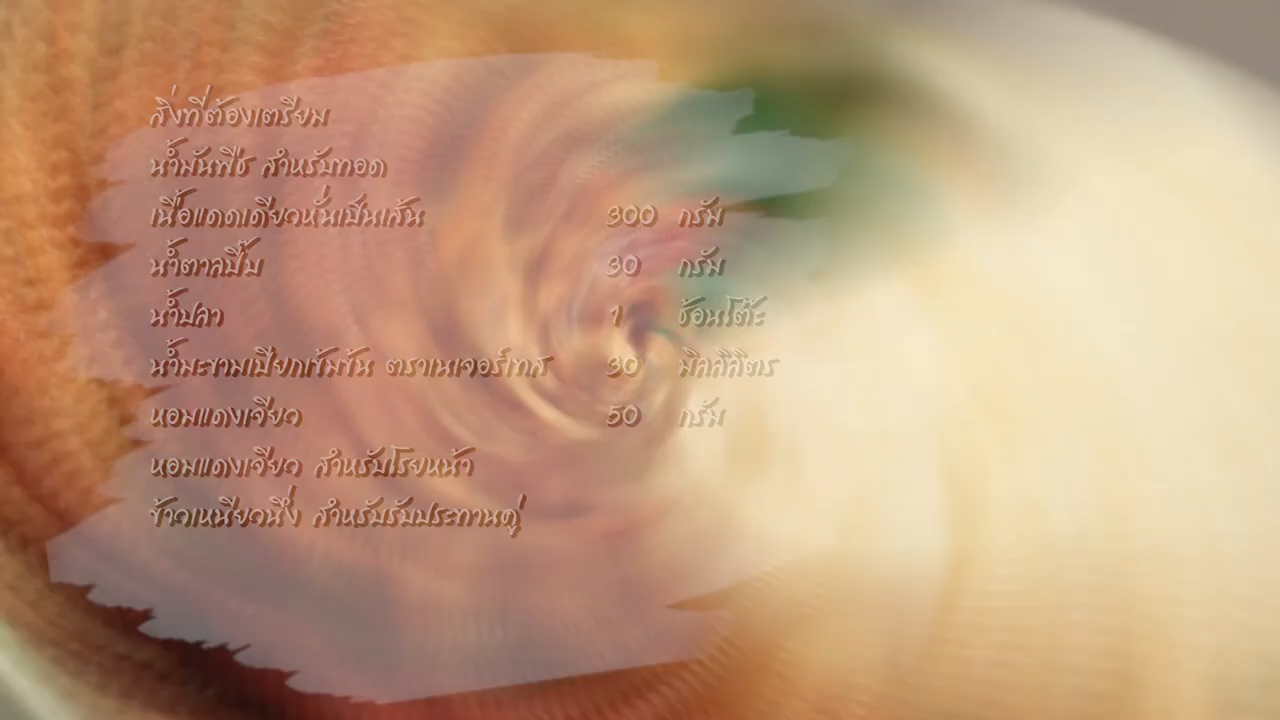 สิ่งที่ต้องเตรียม
น้ำมันพืช สำหรับทอด
เนื้อแดดเดียวหั่นเป็นเส้น 300 กรัม
น้ำตาลปี๊บ 30 กรัม
น้ำปลา 1 ช้อนโต๊ะ
น้ำมะขามเปียกเข้มข้น ตราเนเจอร์เทส 90 มิลลิลิตร
หอมแดงเจียว 50 กรัม
หอมแดงเจียว สำหรับโรยหน้า
ข้าวเหนียวนึ่ง สำหรับรับประทานคู่